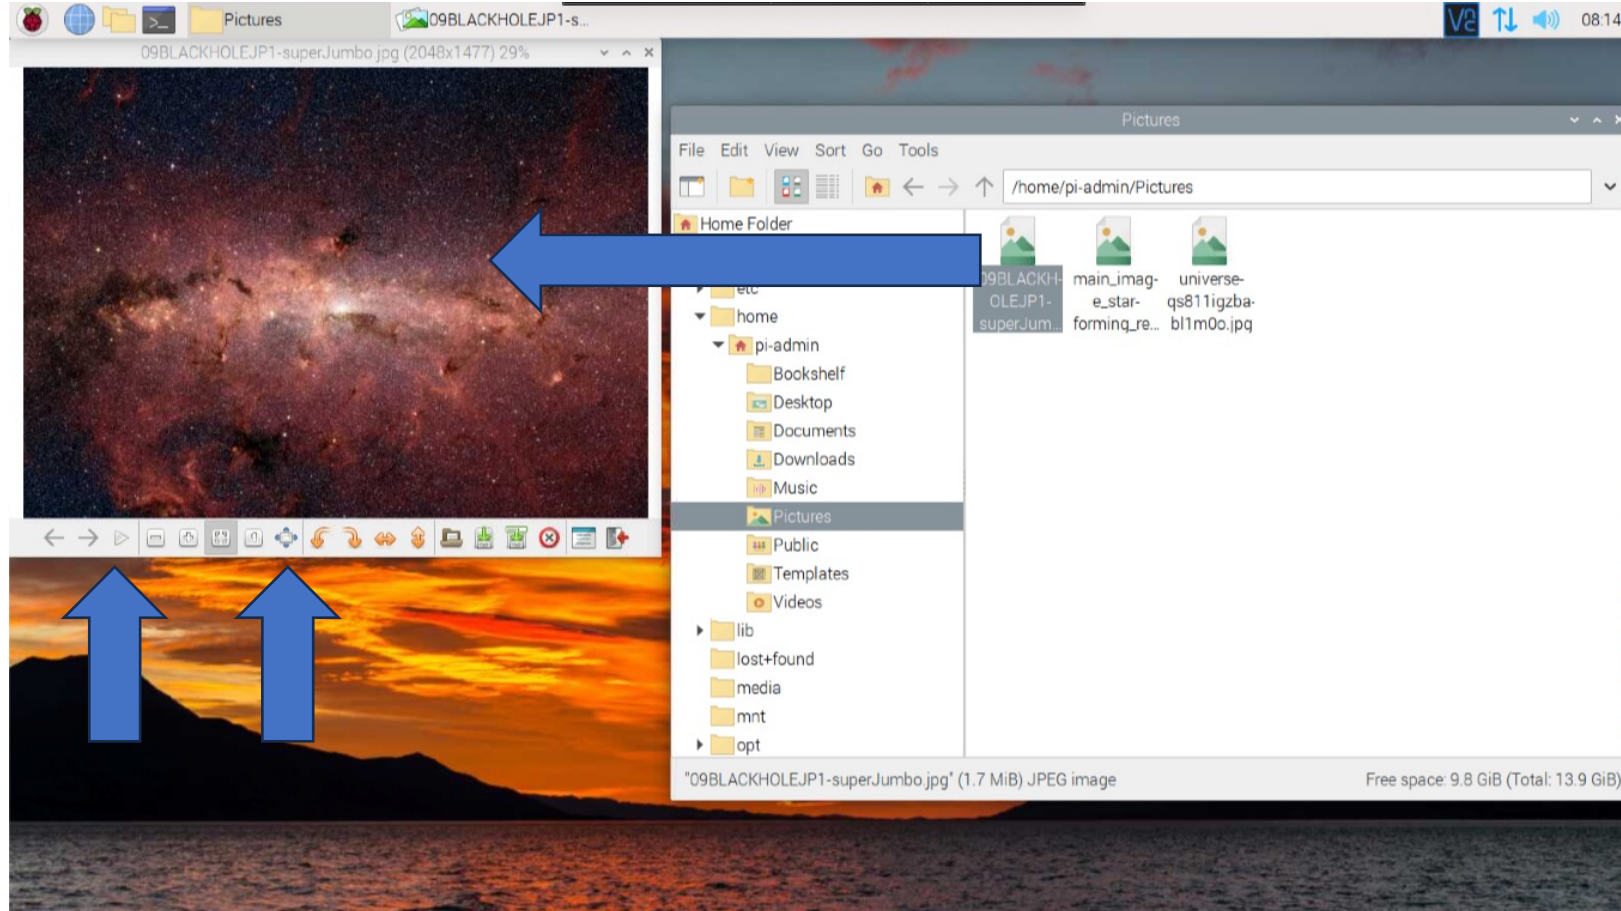 Pictures
09BLACKHOLEJP1-s...
08:14
09BLACKHOLEJP1-superJumbo.jpg (2048x1477) 29%
Pictures
File Edit View Sort Go Tools
/home/pi-admin/Pictures
Home Folder
etc
home
pi-admin
Bookshelf
Desktop
Documents
Downloads
Music
Pictures
Public
Templates
Videos
lib
lost+found
media
mnt
opt
09BLACKH-
OLEJP1-
superJum...
main_imag-
e_star-
forming_re...
universe-
qs811igzba-
bl1m0o.jpg
"09BLACKHOLEJP1-superJumbo.jpg" (1.7 MiB) JPEG image
Free space: 9.8 GiB (Total: 13.9 GiB)